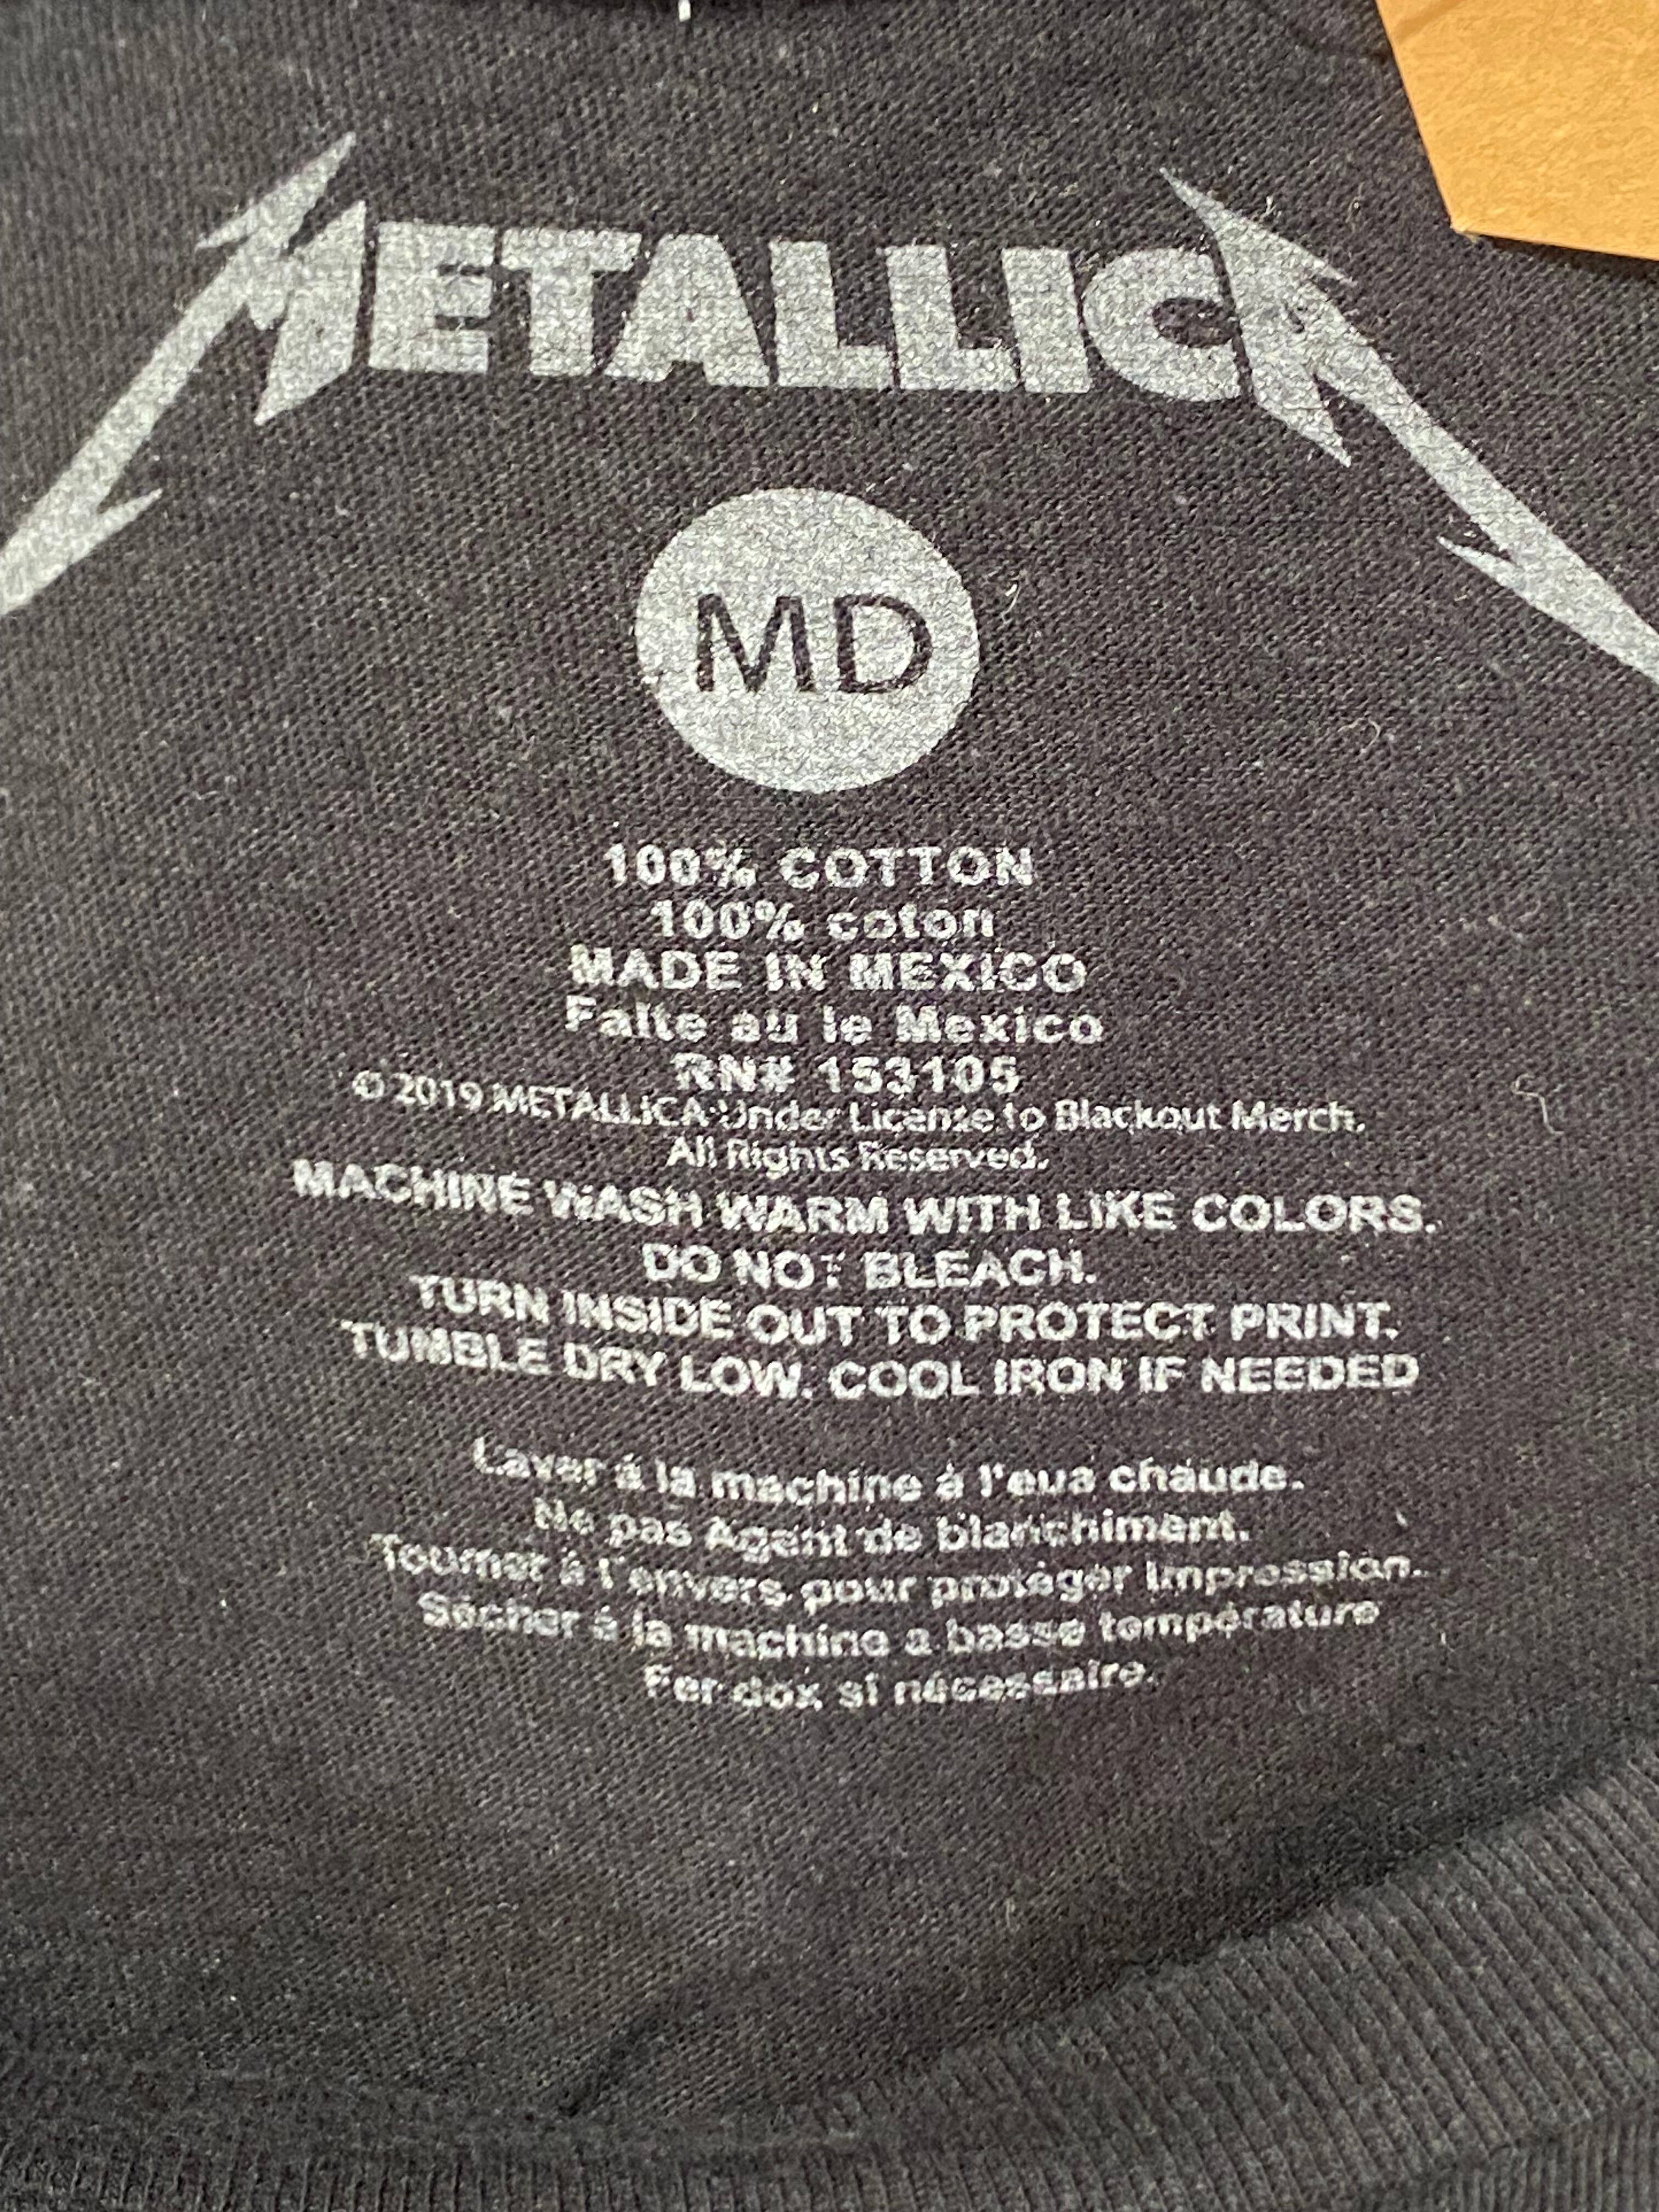 METALLICA
MD
100% COTTON
100% coton
MADE IN MEXICO
Faite au le Mexico
RN# 153105
© 2019 METALLICA Under License to Blackout Merch.
All Rights Reserved.
MACHINE WASH WARM WITH LIKE COLORS.
DO NOT BLEACH.
TURN INSIDE OUT TO PROTECT PRINT.
TUMBLE DRY LOW. COOL IRON IF NEEDED
Laver à la machine à l'eua chaude.
Ne pas Agent de blanchiment.
Tourner à l'envers pour protéger Impression.
Sécher à la machine a basse température
Fer dox si nécessaire.